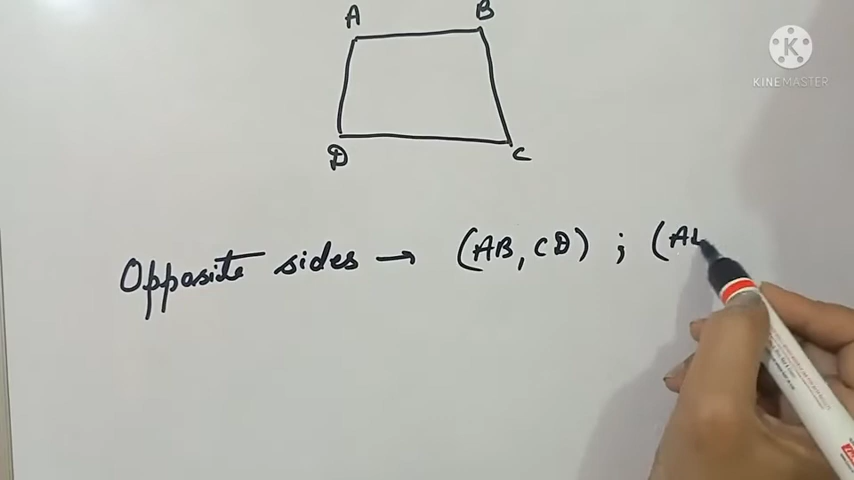 A B
K
KINEMASTER
D C
Opposite sides → (AB, CD) ; (A